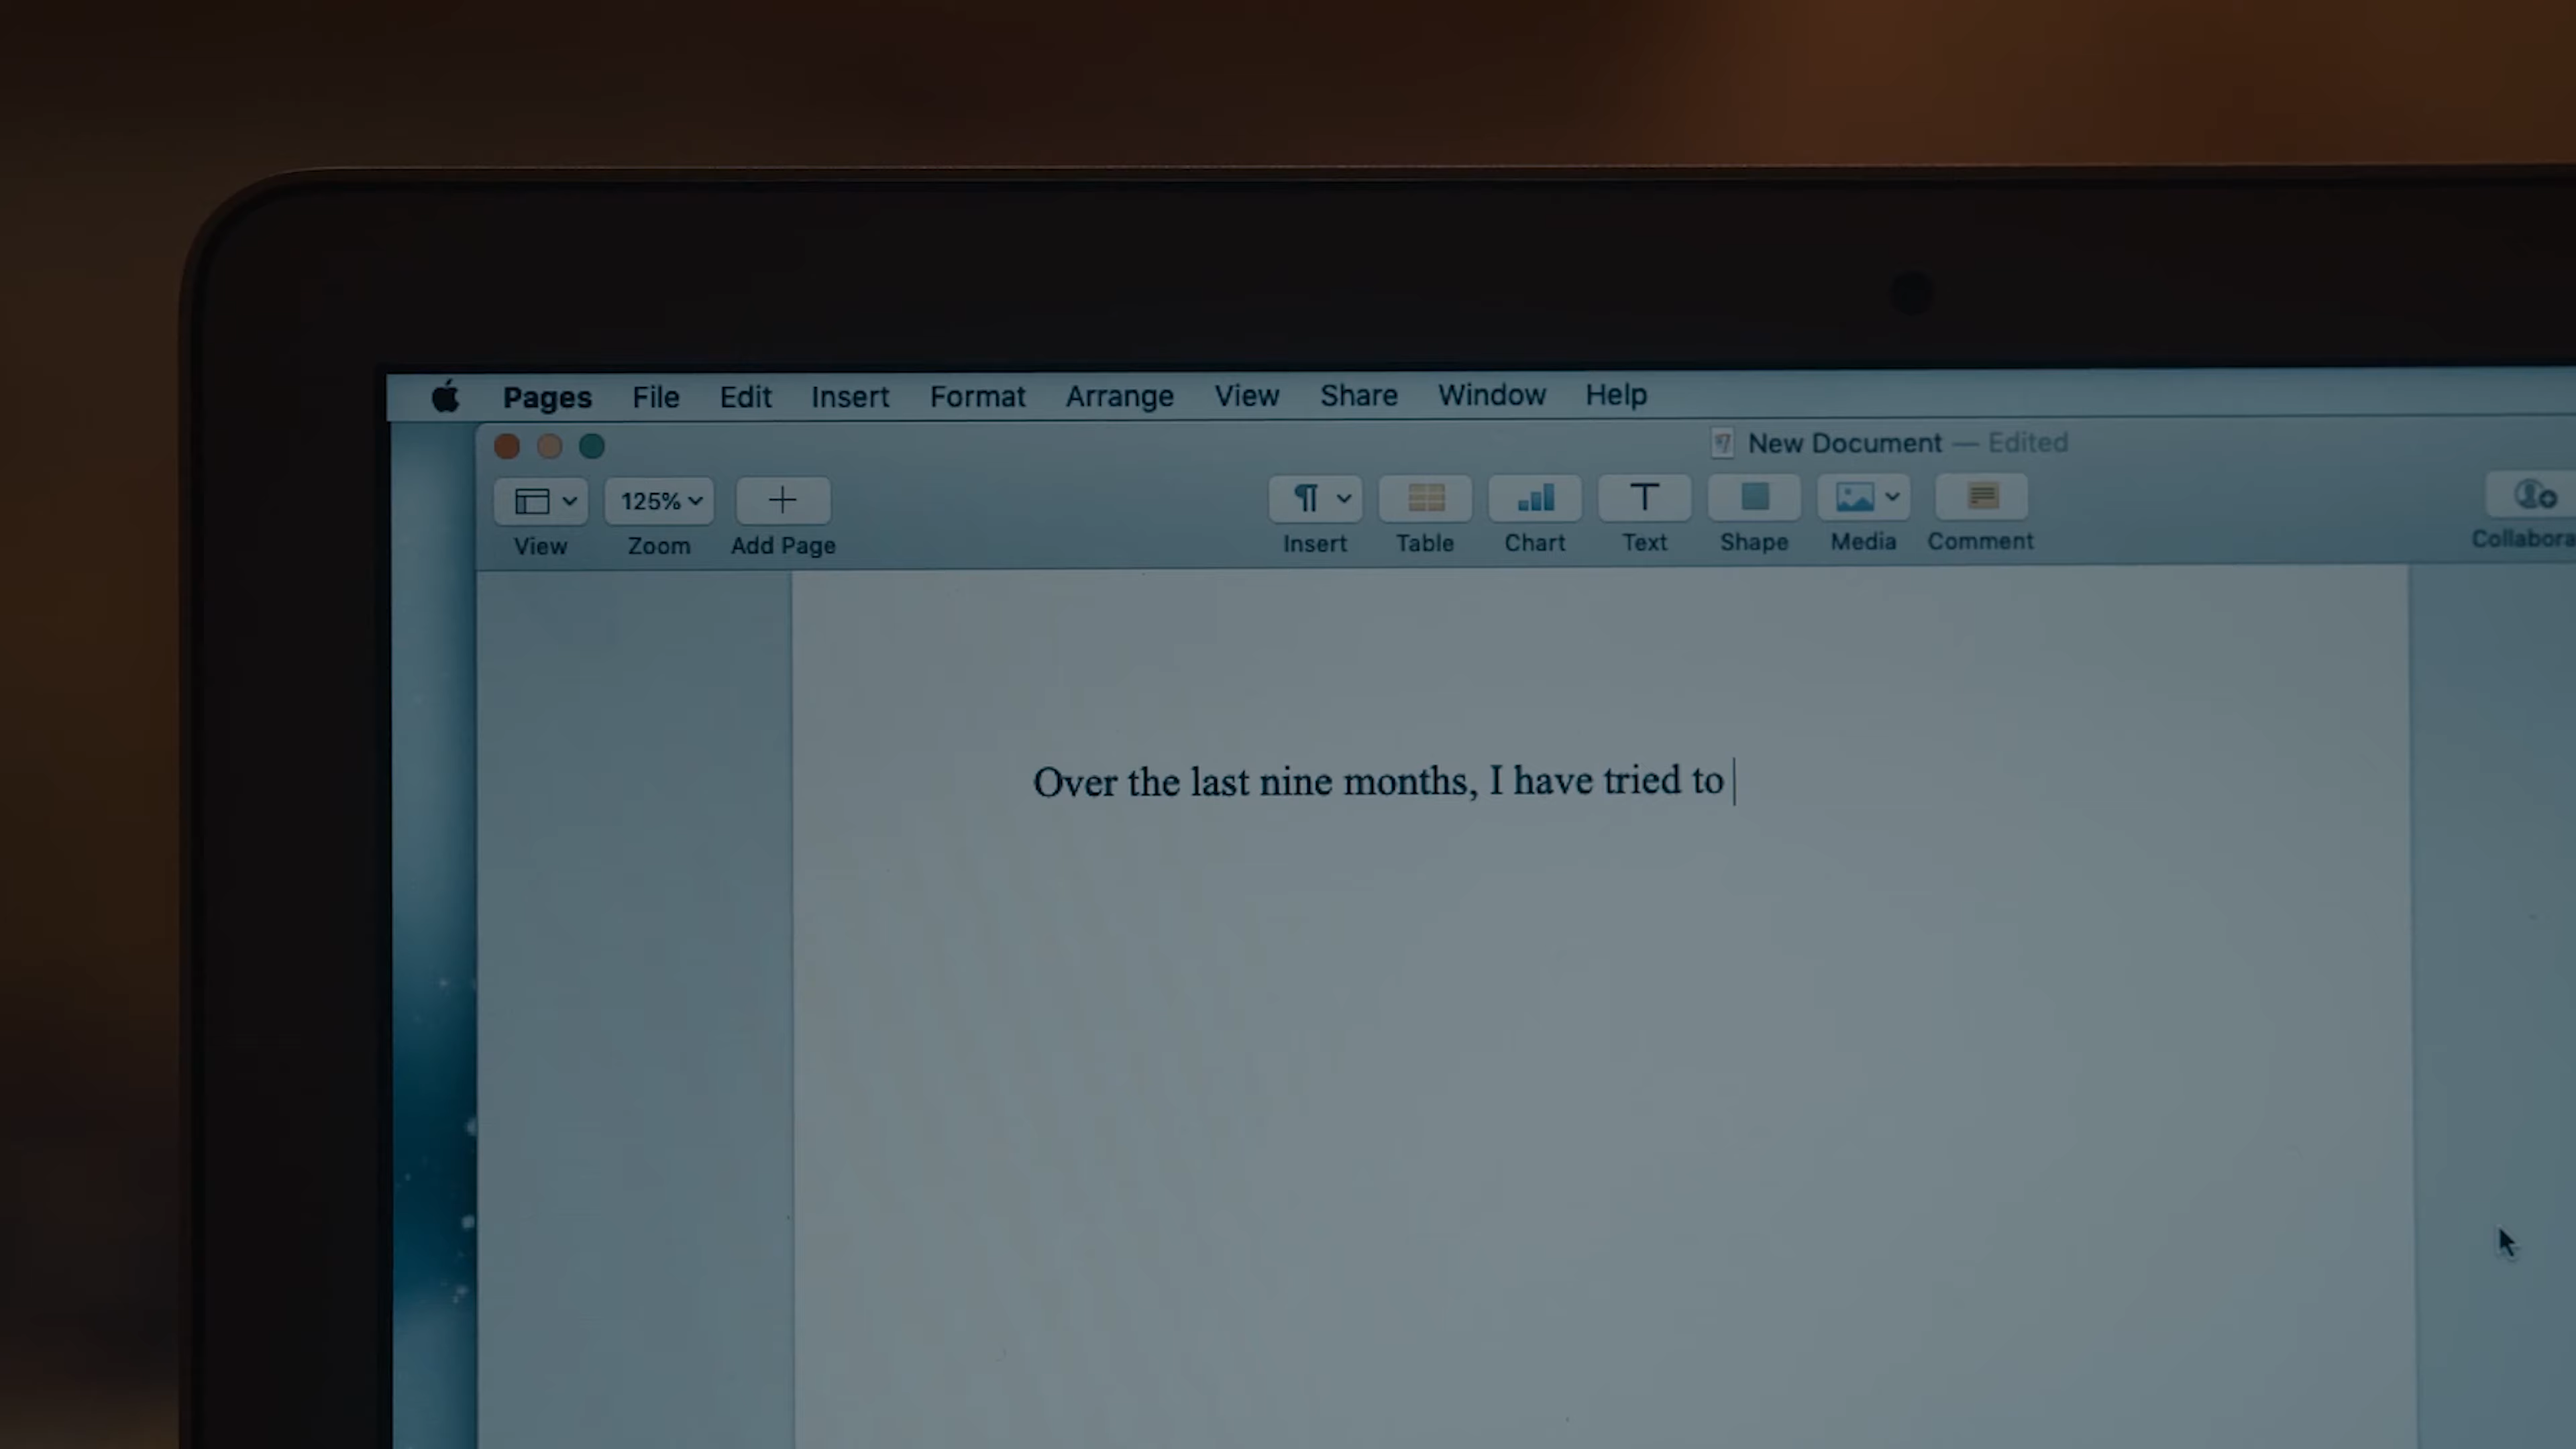 Pages File Edit Insert Format Arrange View Share Window Help
New Document — Edited
125%
View Zoom Add Page Insert Table Chart Text Shape Media Comment Collabora
Over the last nine months, I have tried to